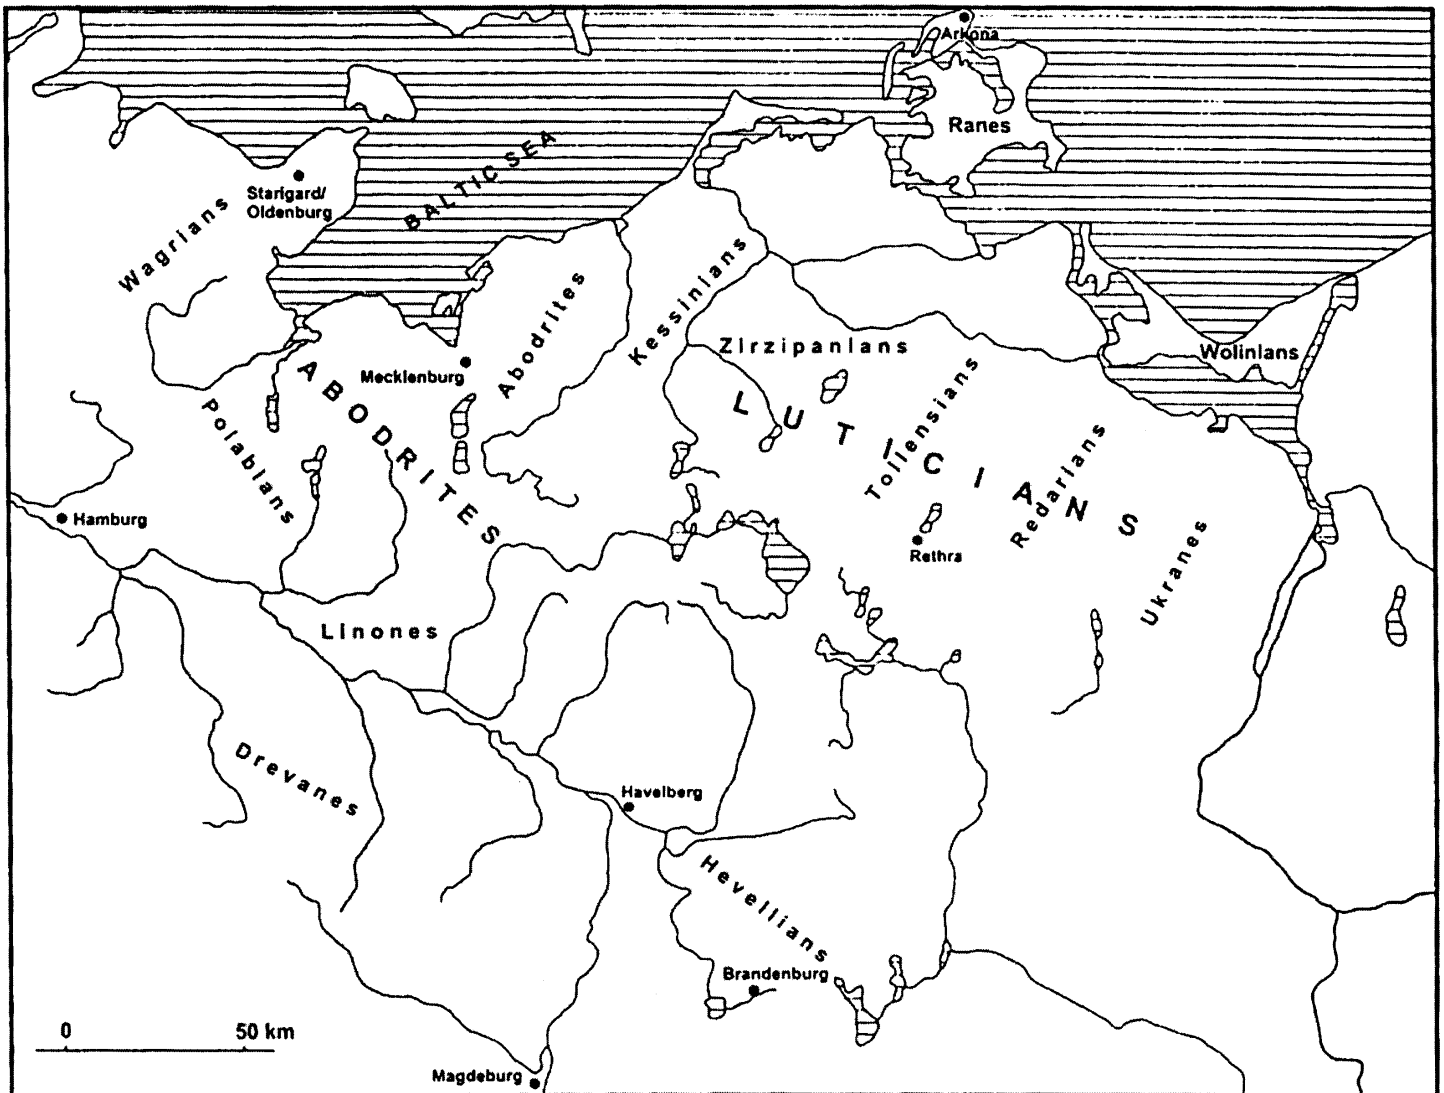 Arkona
Ranes
BALTIC SEA
Starigard/
Oldenburg
Wagrians
Abodrites
Kessinians
Zirzipanians
Wolinians
Mecklenburg
ABODRITES
Polabians
LUTICIANS
Tollensians
Redarians
Ukranes
Hamburg
Rethra
Linones
Drevanes
Havelberg
Hevellians
Brandenburg
0 50 km
Magdeburg